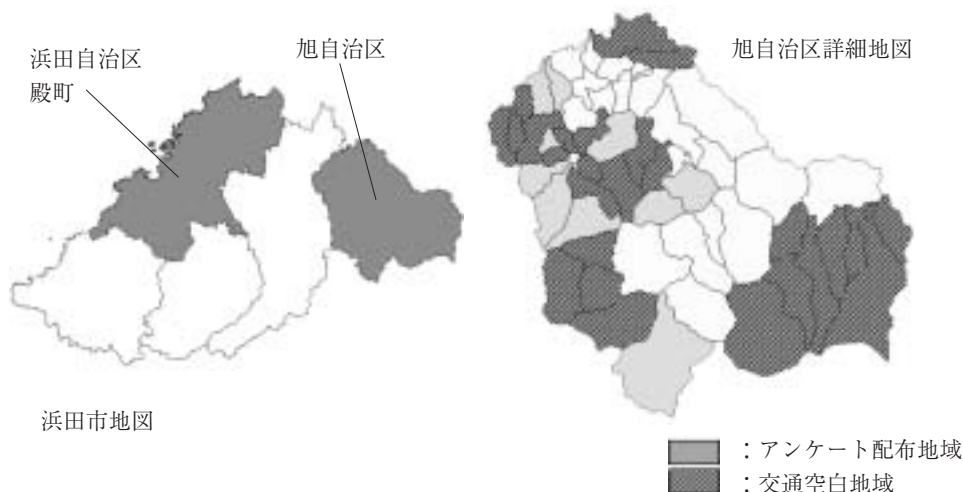 浜田自治区
殿町
旭自治区
旭自治区詳細地図
浜田市地図
：アンケート配布地域
：交通空白地域